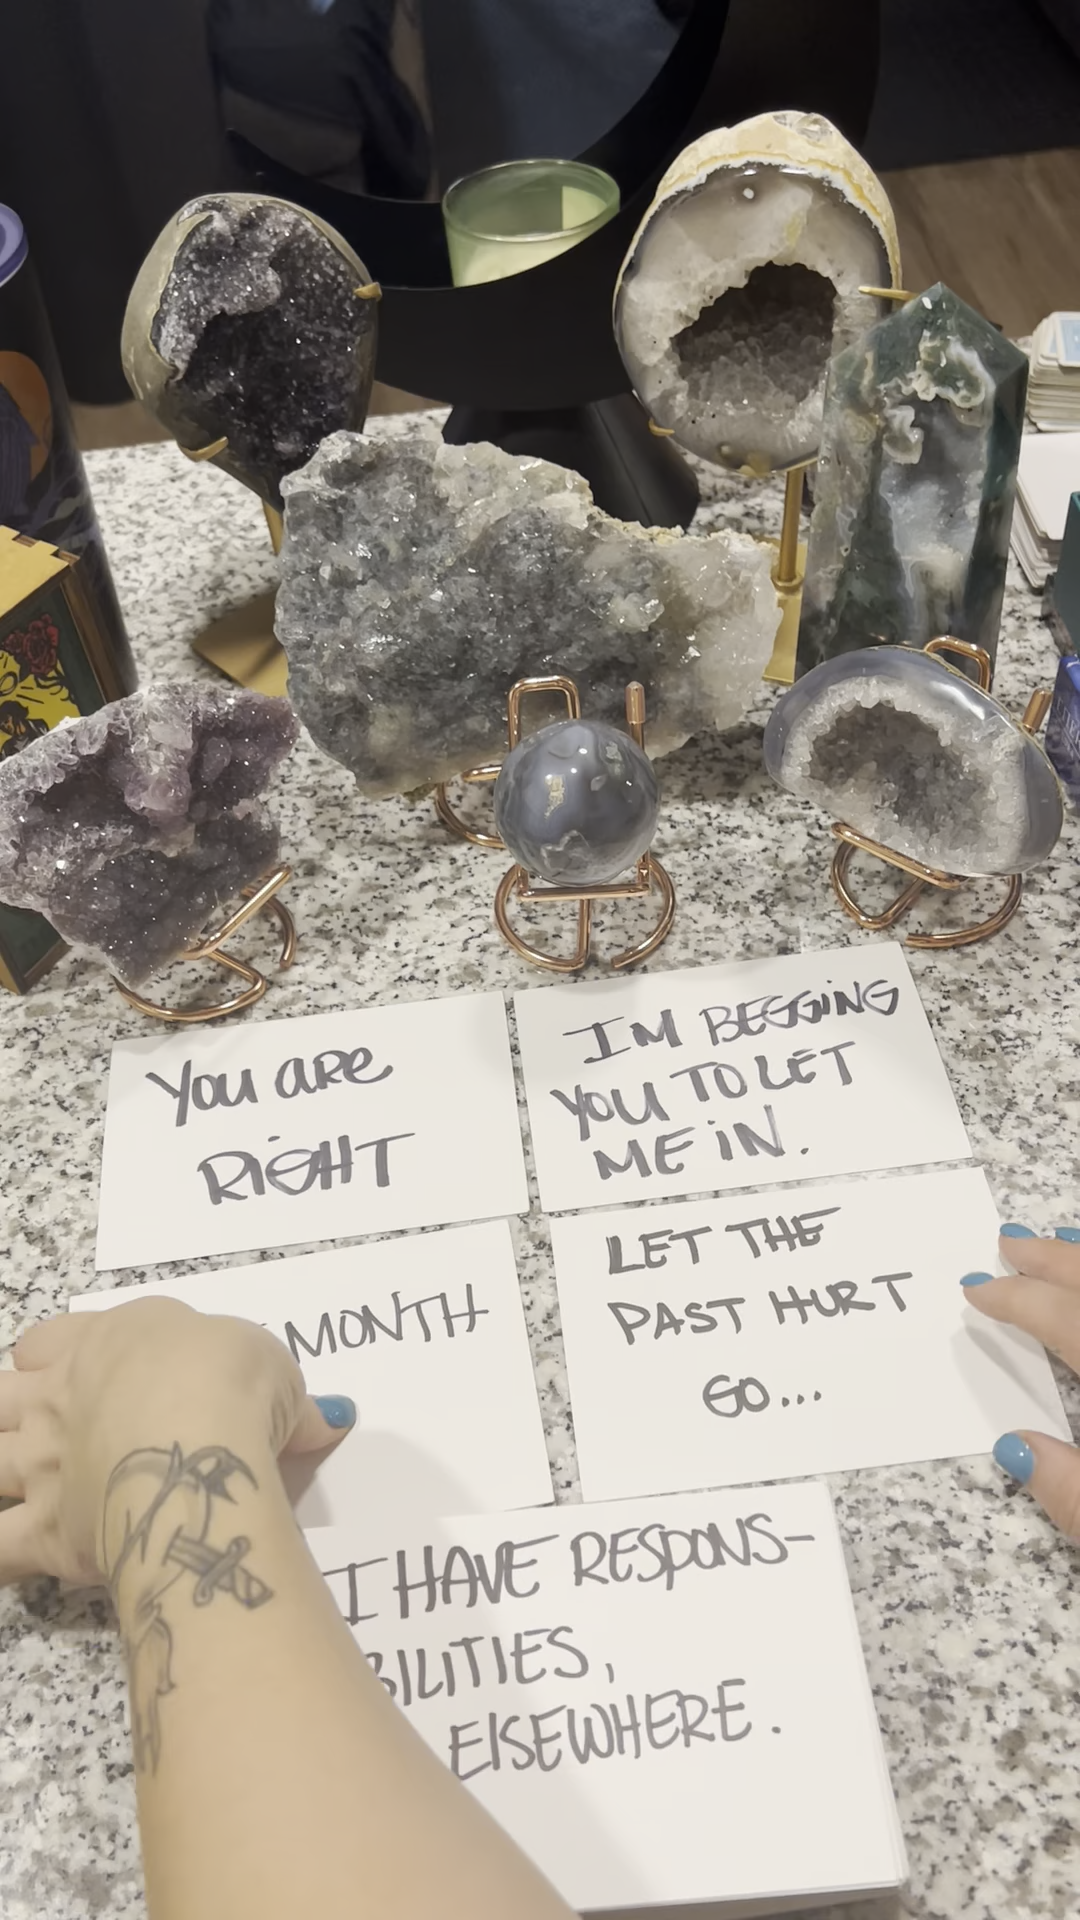 You are
RiGHT
I'M BEGGiNG
YOU TO LET
ME iN.
MONTH
LET THE
PAST HURT
GO...
I HAVE RESPONS-
BILITIES,
ELSEWHERE.